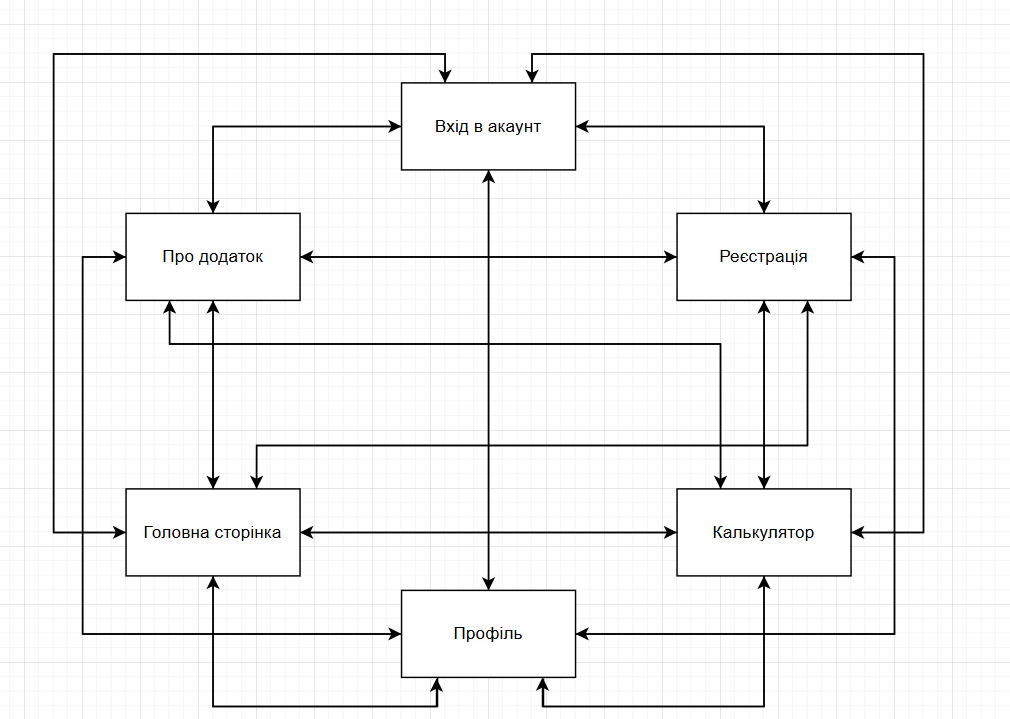 Вхід в акаунт
Про додаток
Реєстрація
Головна сторінка
Калькулятор
Профіль